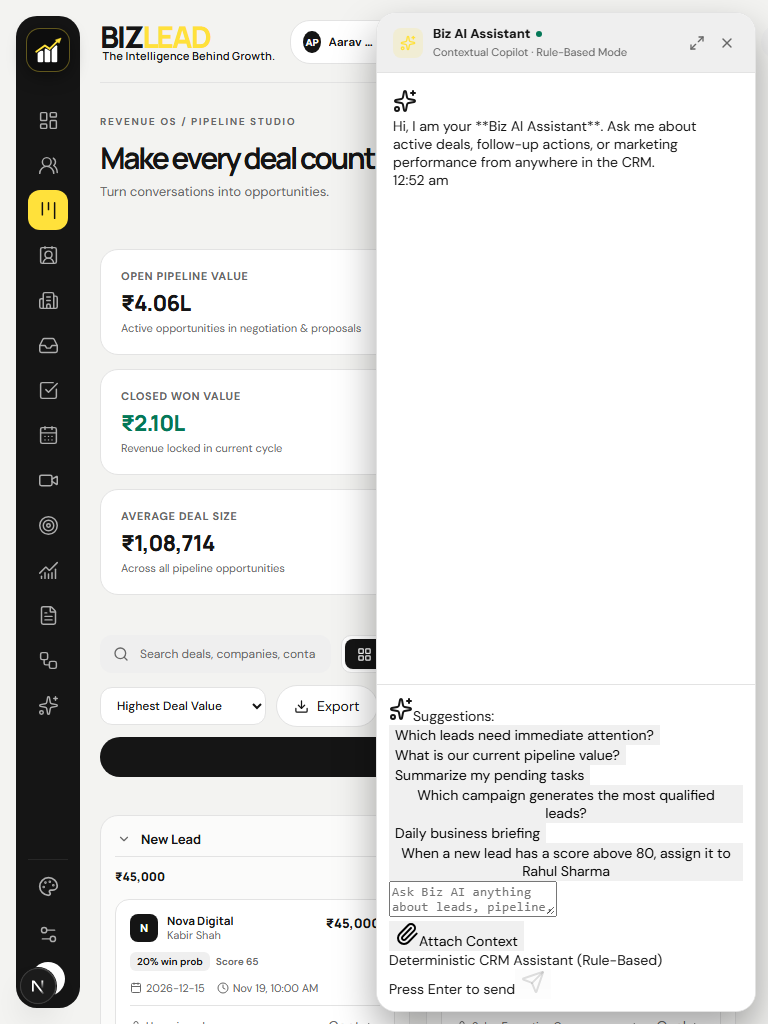 BIZLEAD
The Intelligence Behind Growth.
AP Aarav ...
REVENUE OS / PIPELINE STUDIO
Make every deal count
Turn conversations into opportunities.
OPEN PIPELINE VALUE
₹4.06L
Active opportunities in negotiation & proposals
CLOSED WON VALUE
₹2.10L
Revenue locked in current cycle
AVERAGE DEAL SIZE
₹1,08,714
Across all pipeline opportunities
Search deals, companies, conta
Highest Deal Value
Export
New Lead
₹45,000
N
Nova Digital
₹45,000
Kabir Shah
20% win prob
Score 65
2026-12-15
Nov 19, 10:00 AM
N
Biz AI Assistant
Contextual Copilot · Rule-Based Mode
Hi, I am your **Biz AI Assistant**. Ask me about
active deals, follow-up actions, or marketing
performance from anywhere in the CRM.
12:52 am
Suggestions:
Which leads need immediate attention?
What is our current pipeline value?
Summarize my pending tasks
Which campaign generates the most qualified
leads?
Daily business briefing
When a new lead has a score above 80, assign it to
Rahul Sharma
Ask Biz AI anything
about leads, pipeline,
Attach Context
Deterministic CRM Assistant (Rule-Based)
Press Enter to send